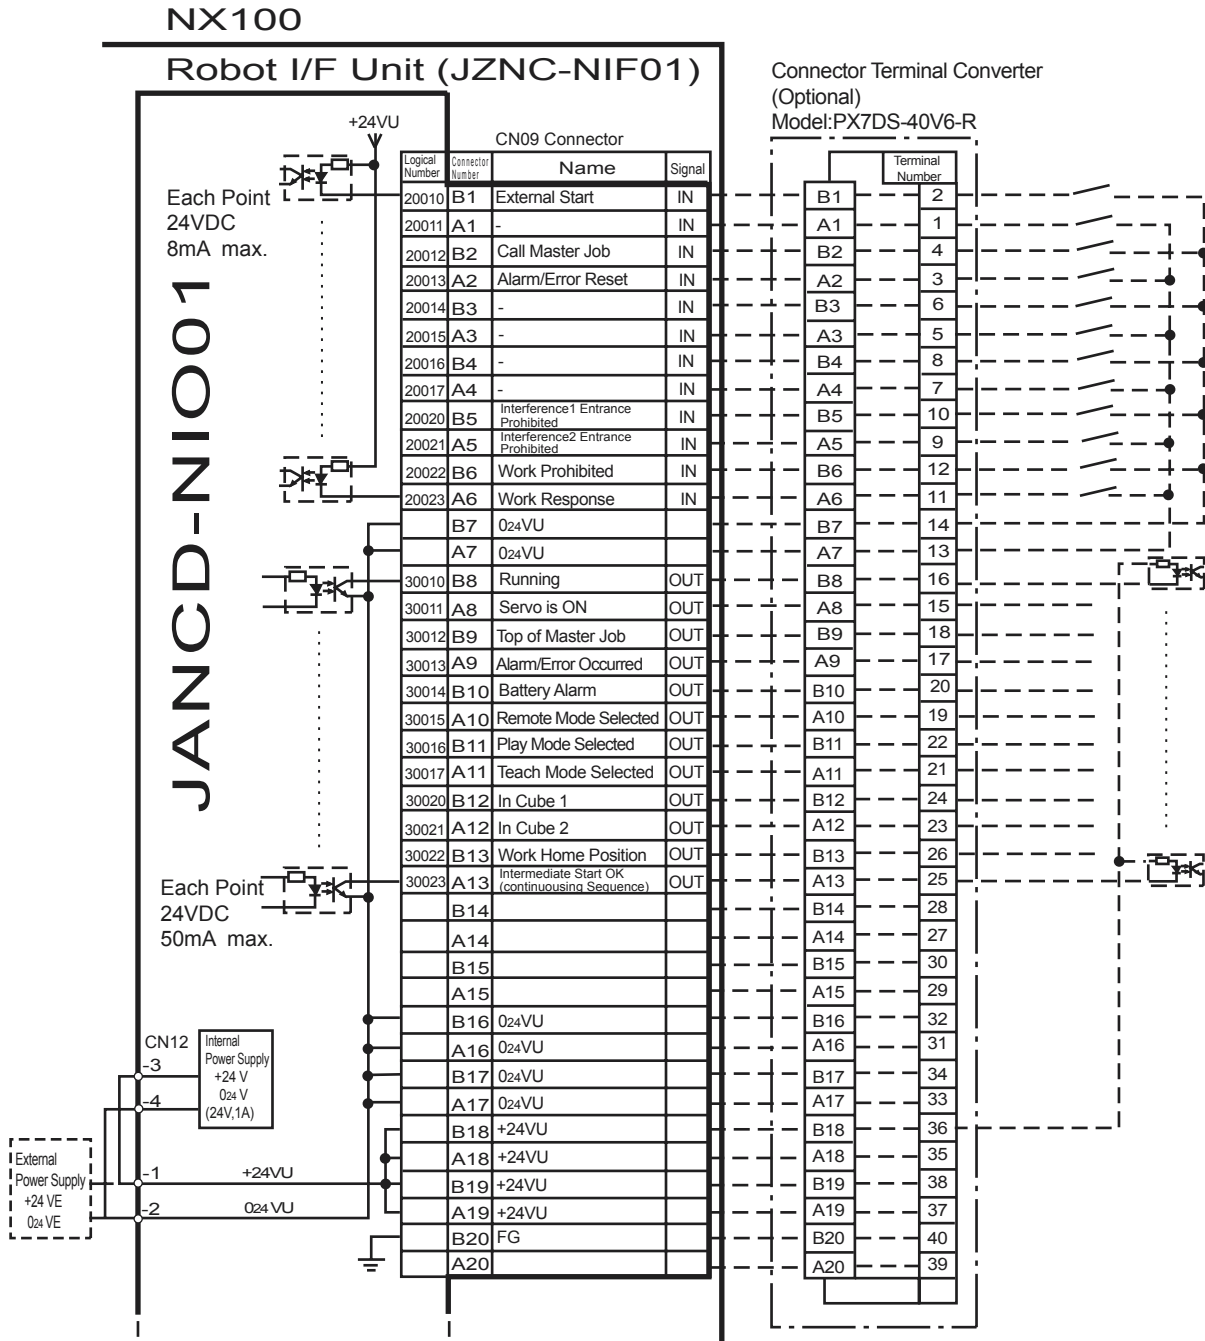 NX100
Robot I/F Unit (JZNC-NIF01)
Connector Terminal Converter
(Optional)
Model:PX7DS-40V6-R
+24VU
CN09 Connector
Each Point
24VDC
8mA max.
JANCD-NIO01
Logical Number Connector Number Name Signal Terminal Number
20010 B1 External Start IN B1 2
20011 A1 - IN A1 1
20012 B2 Call Master Job IN B2 4
20013 A2 Alarm/Error Reset IN A2 3
20014 B3 - IN B3 6
20015 A3 - IN A3 5
20016 B4 - IN B4 8
20017 A4 - IN A4 7
20020 B5 Interference1 Entrance Prohibited IN B5 10
20021 A5 Interference2 Entrance Prohibited IN A5 9
20022 B6 Work Prohibited IN B6 12
20023 A6 Work Response IN A6 11
B7 024VU B7 14
A7 024VU A7 13
30010 B8 Running OUT B8 16
30011 A8 Servo is ON OUT A8 15
30012 B9 Top of Master Job OUT B9 18
30013 A9 Alarm/Error Occurred OUT A9 17
30014 B10 Battery Alarm OUT B10 20
30015 A10 Remote Mode Selected OUT A10 19
30016 B11 Play Mode Selected OUT B11 22
30017 A11 Teach Mode Selected OUT A11 21
30020 B12 In Cube 1 OUT B12 24
30021 A12 In Cube 2 OUT A12 23
30022 B13 Work Home Position OUT B13 26
30023 A13 Intermediate Start OK (continuousing Sequence) OUT A13 25
B14 B14 28
A14 A14 27
B15 B15 30
A15 A15 29
B16 024VU B16 32
A16 024VU A16 31
B17 024VU B17 34
A17 024VU A17 33
B18 +24VU B18 36
A18 +24VU A18 35
B19 +24VU B19 38
A19 +24VU A19 37
B20 FG B20 40
A20 A20 39
Each Point
24VDC
50mA max.
CN12
-3
-4
Internal
Power Supply
+24 V
024 V
(24V,1A)
External
Power Supply
+24 VE
024 VE
-1 +24VU
-2 024 VU